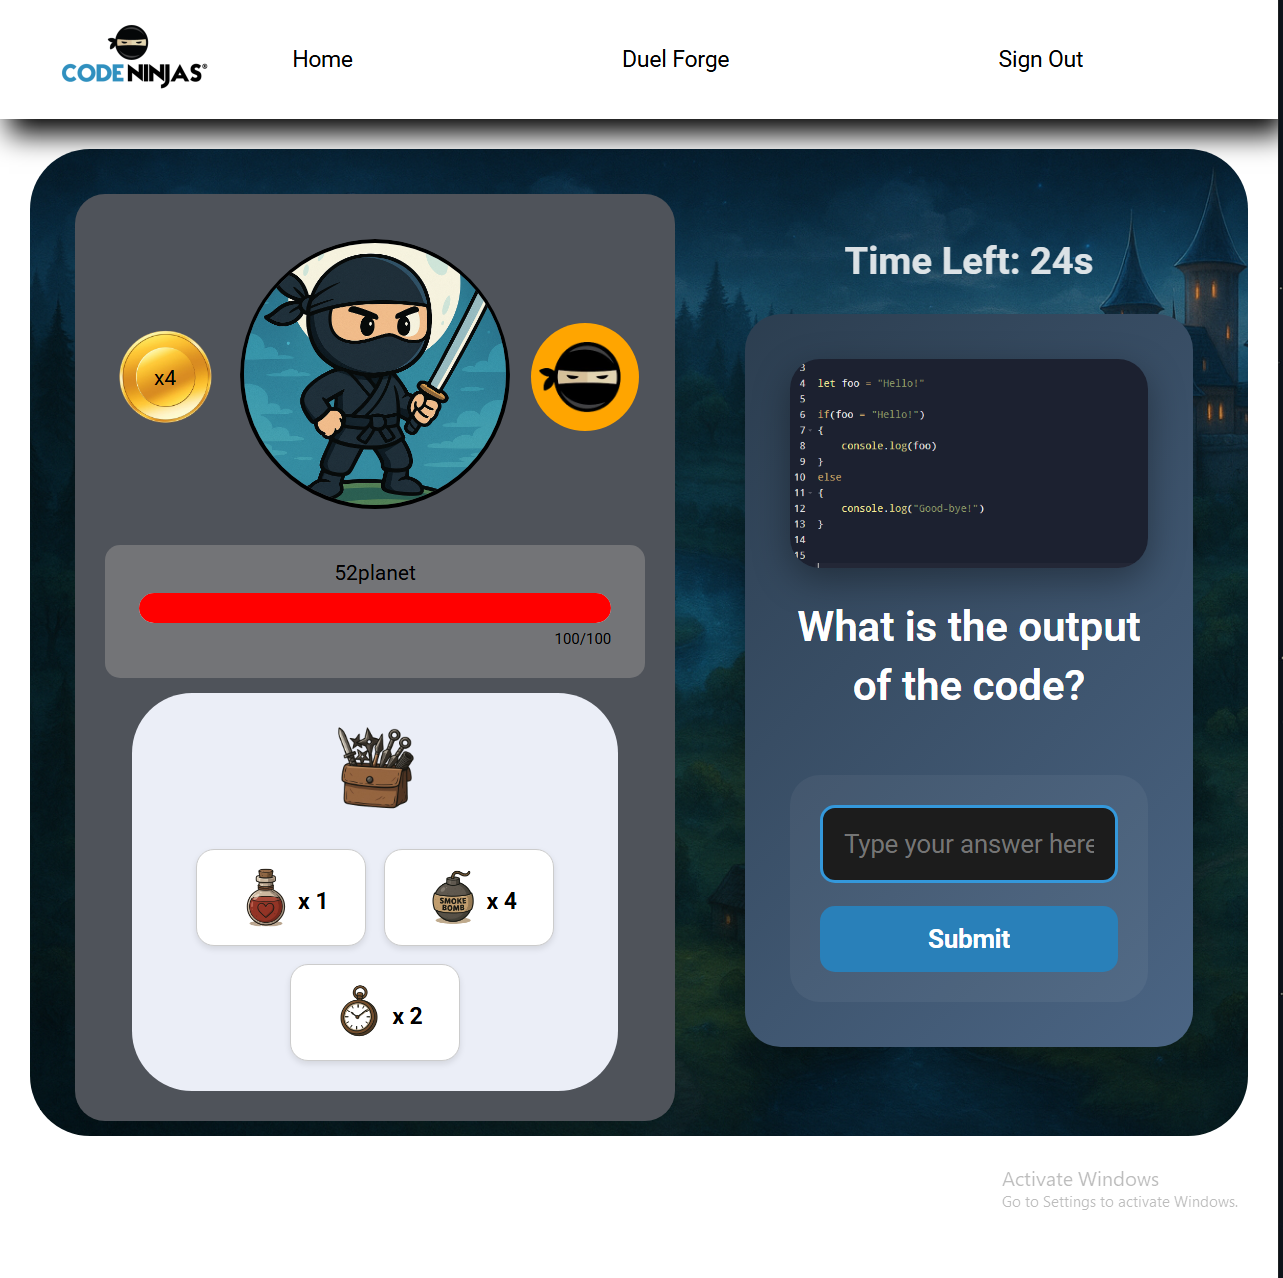 CODE NINJAS®
Home
Duel Forge
Sign Out
x4
52planet
100/100
SMOKE
BOMB
x 1
x 4
x 2
Time Left: 24s
3
4 let foo = "Hello!"
5
6 if(foo = "Hello!")
7 {
8 console.log(foo)
9 }
10 else
11 {
12 console.log("Good-bye!")
13 }
14
15
What is the output
of the code?
Type your answer here
Submit
Activate Windows
Go to Settings to activate Windows.